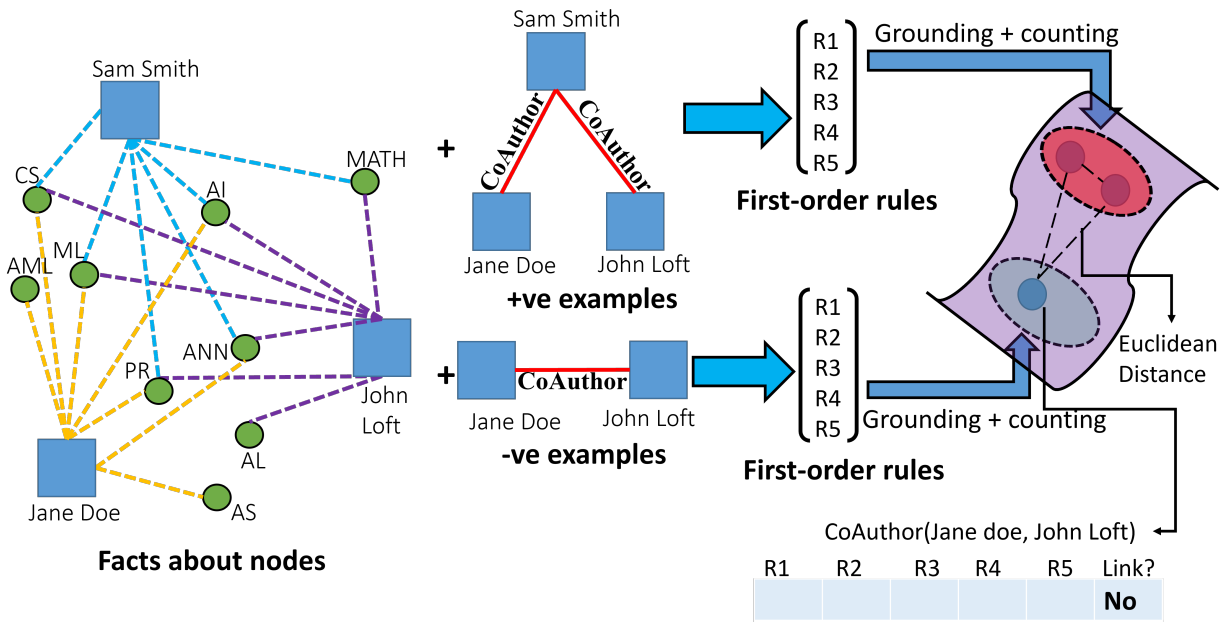 Sam Smith
CS
AI
MATH
AML
ML
ANN
PR
John
Loft
AL
Jane Doe
AS
Facts about nodes
+
Sam Smith
CoAuthor
CoAuthor
Jane Doe
John Loft
+ve examples
+
CoAuthor
Jane Doe
John Loft
-ve examples
R1
R2
R3
R4
R5
First-order rules
Grounding + counting
R1
R2
R3
R4
R5
First-order rules
Grounding + counting
Euclidean
Distance
CoAuthor(Jane doe, John Loft)
R1 R2 R3 R4 R5 Link?
No